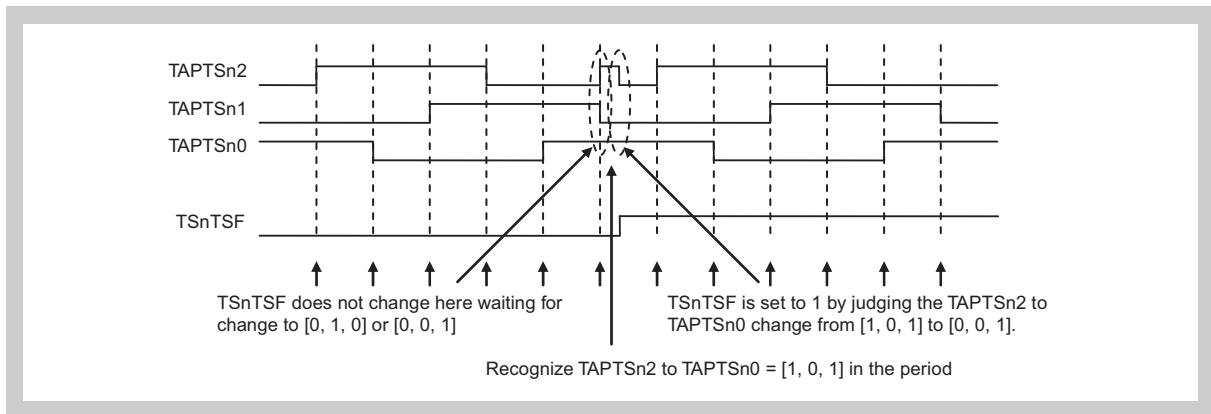 TAPTSn2
TAPTSn1
TAPTSn0
TSnTSF
TSnTSF does not change here waiting for
change to [0, 1, 0] or [0, 0, 1]
TSnTSF is set to 1 by judging the TAPTSn2 to
TAPTSn0 change from [1, 0, 1] to [0, 0, 1].
Recognize TAPTSn2 to TAPTSn0 = [1, 0, 1] in the period